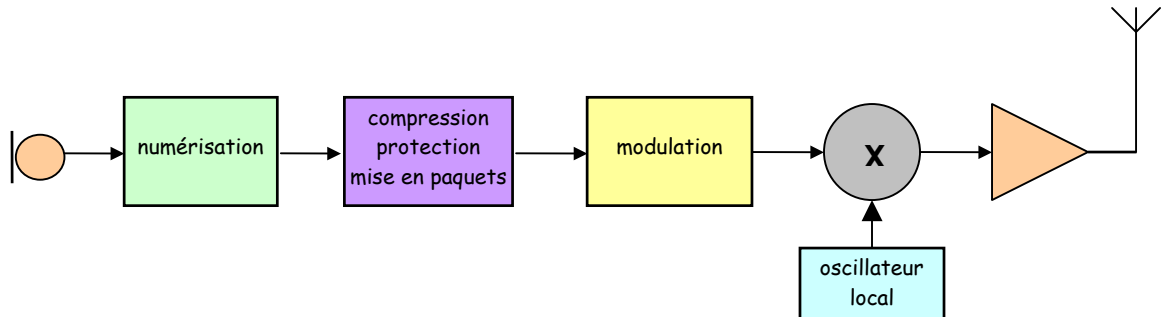 numérisation
compression
protection
mise en paquets
modulation
x
oscillateur
local